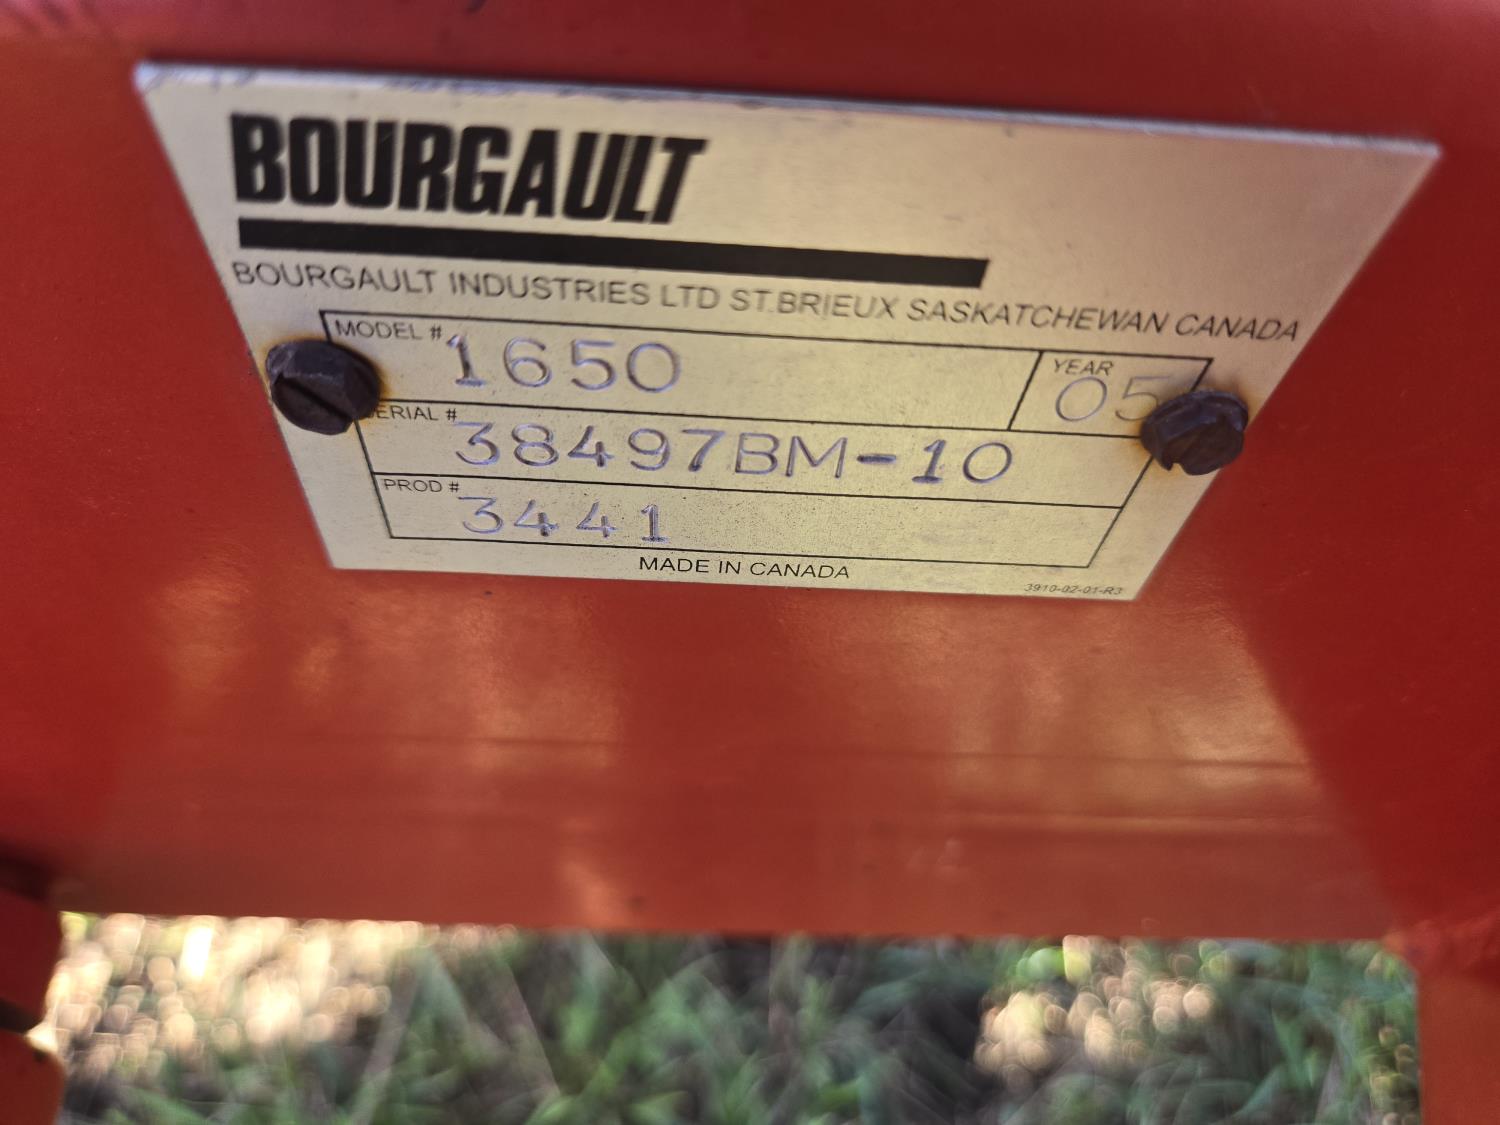 BOURGAULT
BOURGAULT INDUSTRIES LTD ST.BRIEUX SASKATCHEWAN CANADA
MODEL # 1650 YEAR 05
SERIAL # 38497BM-10
PROD # 3441
MADE IN CANADA
3910-02-01-R3